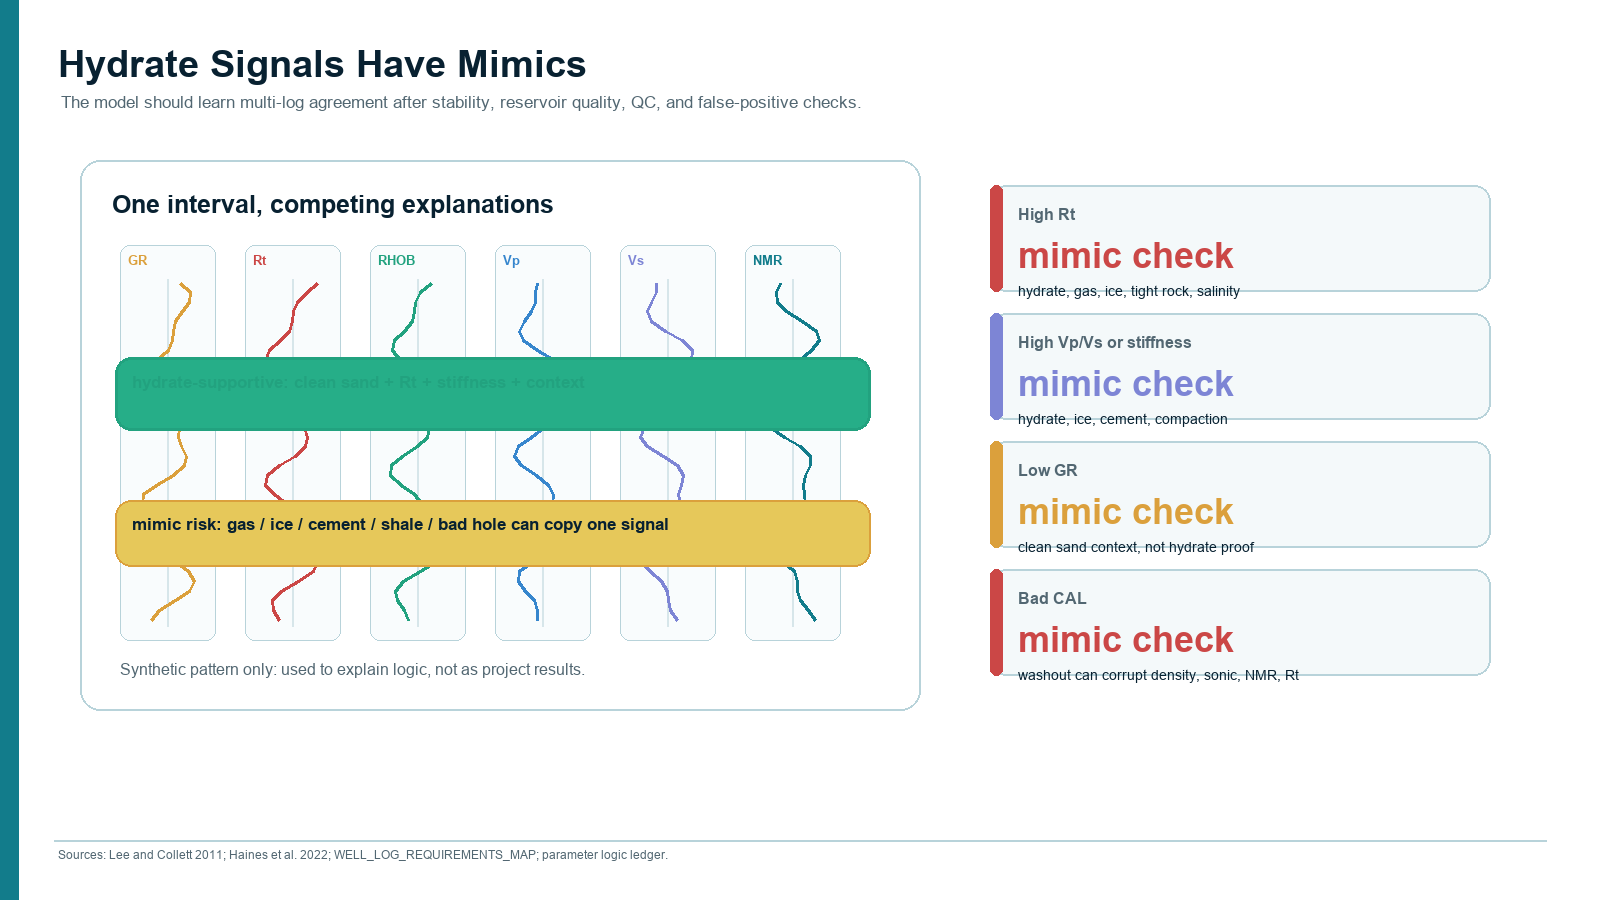 Hydrate Signals Have Mimics
The model should learn multi-log agreement after stability, reservoir quality, QC, and false-positive checks.
One interval, competing explanations
GR
Rt
RHOB
Vp
Vs
NMR
hydrate-supportive: clean sand + Rt + stiffness + context
mimic risk: gas / ice / cement / shale / bad hole can copy one signal
Synthetic pattern only: used to explain logic, not as project results.
High Rt
mimic check
hydrate, gas, ice, tight rock, salinity
High Vp/Vs or stiffness
mimic check
hydrate, ice, cement, compaction
Low GR
mimic check
clean sand context, not hydrate proof
Bad CAL
mimic check
washout can corrupt density, sonic, NMR, Rt
Sources: Lee and Collett 2011; Haines et al. 2022; WELL_LOG_REQUIREMENTS_MAP; parameter logic ledger.